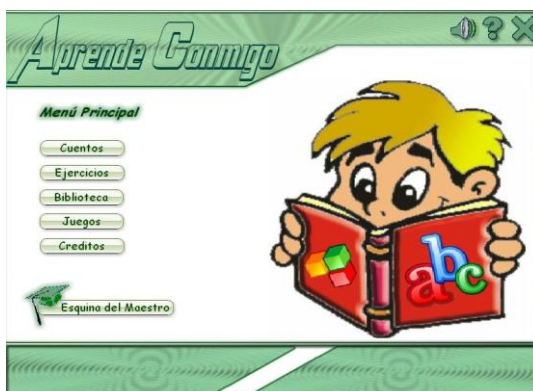 Aprende Conmigo
?
Menú Principal
Cuentos
Ejercicios
Biblioteca
Juegos
Creditos
Esquina del Maestro
abc